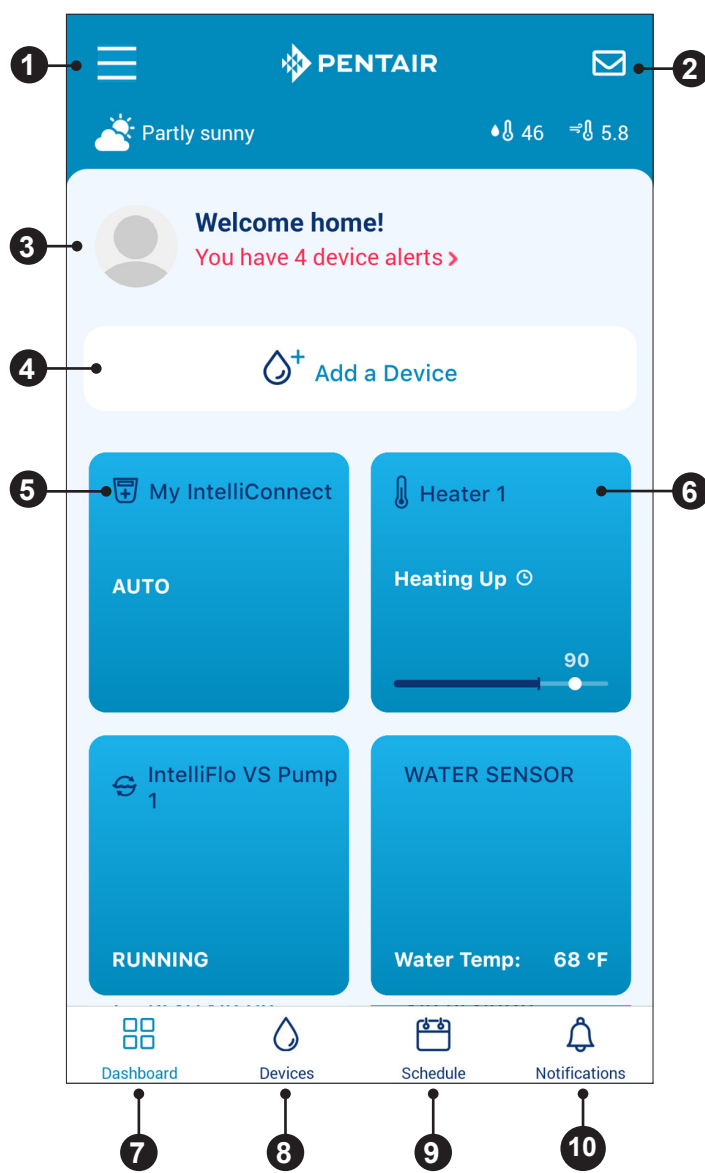 1
PENTAIR
2
Partly sunny
46
5.8
3
Welcome home!
You have 4 device alerts >
4
Add a Device
5
My IntelliConnect
AUTO
Heater 1
6
Heating Up
90
IntelliFlo VS Pump
1
RUNNING
WATER SENSOR
Water Temp: 68 °F
Dashboard
Devices
Schedule
Notifications
7
8
9
10